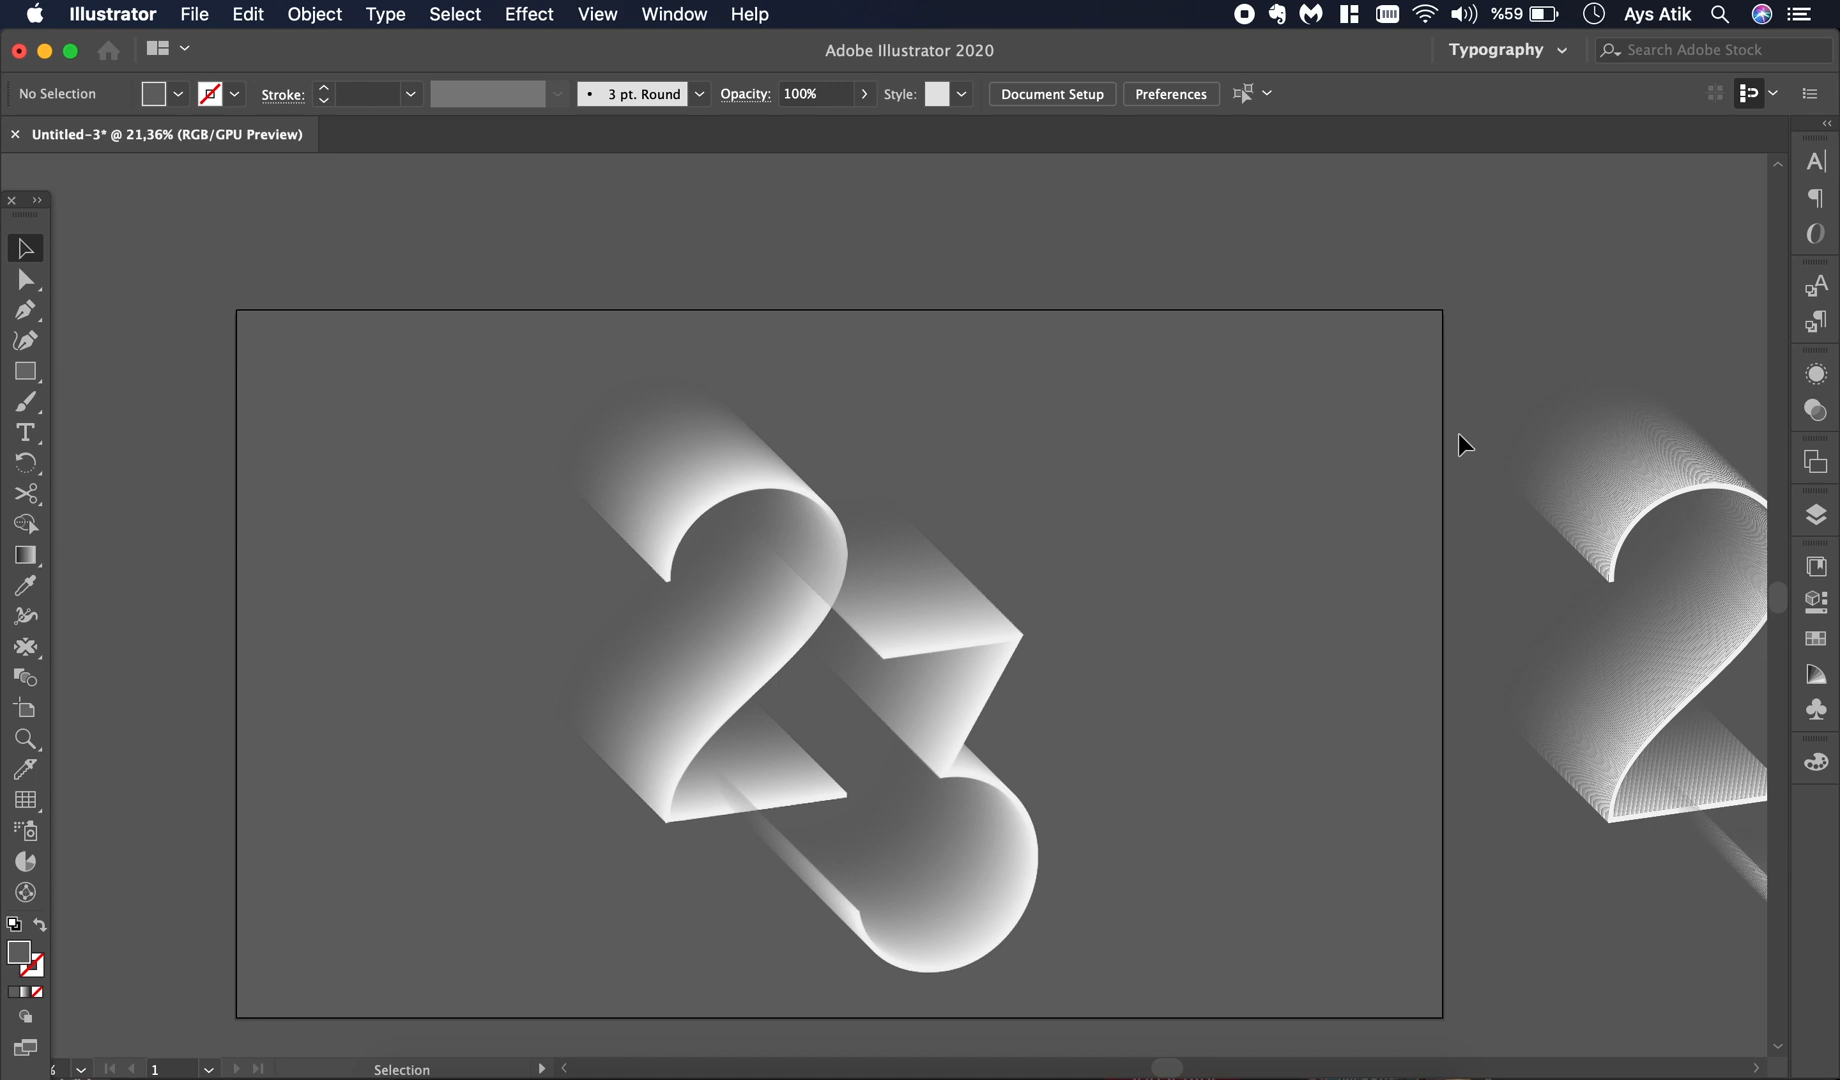 Illustrator File Edit Object Type Select Effect View Window Help %59 Ays Atik
Adobe Illustrator 2020 Typography Search Adobe Stock
No Selection Stroke: 3 pt. Round Opacity: 100% Style: Document Setup Preferences
Untitled-3* @ 21,36% (RGB/GPU Preview)
23
1 Selection